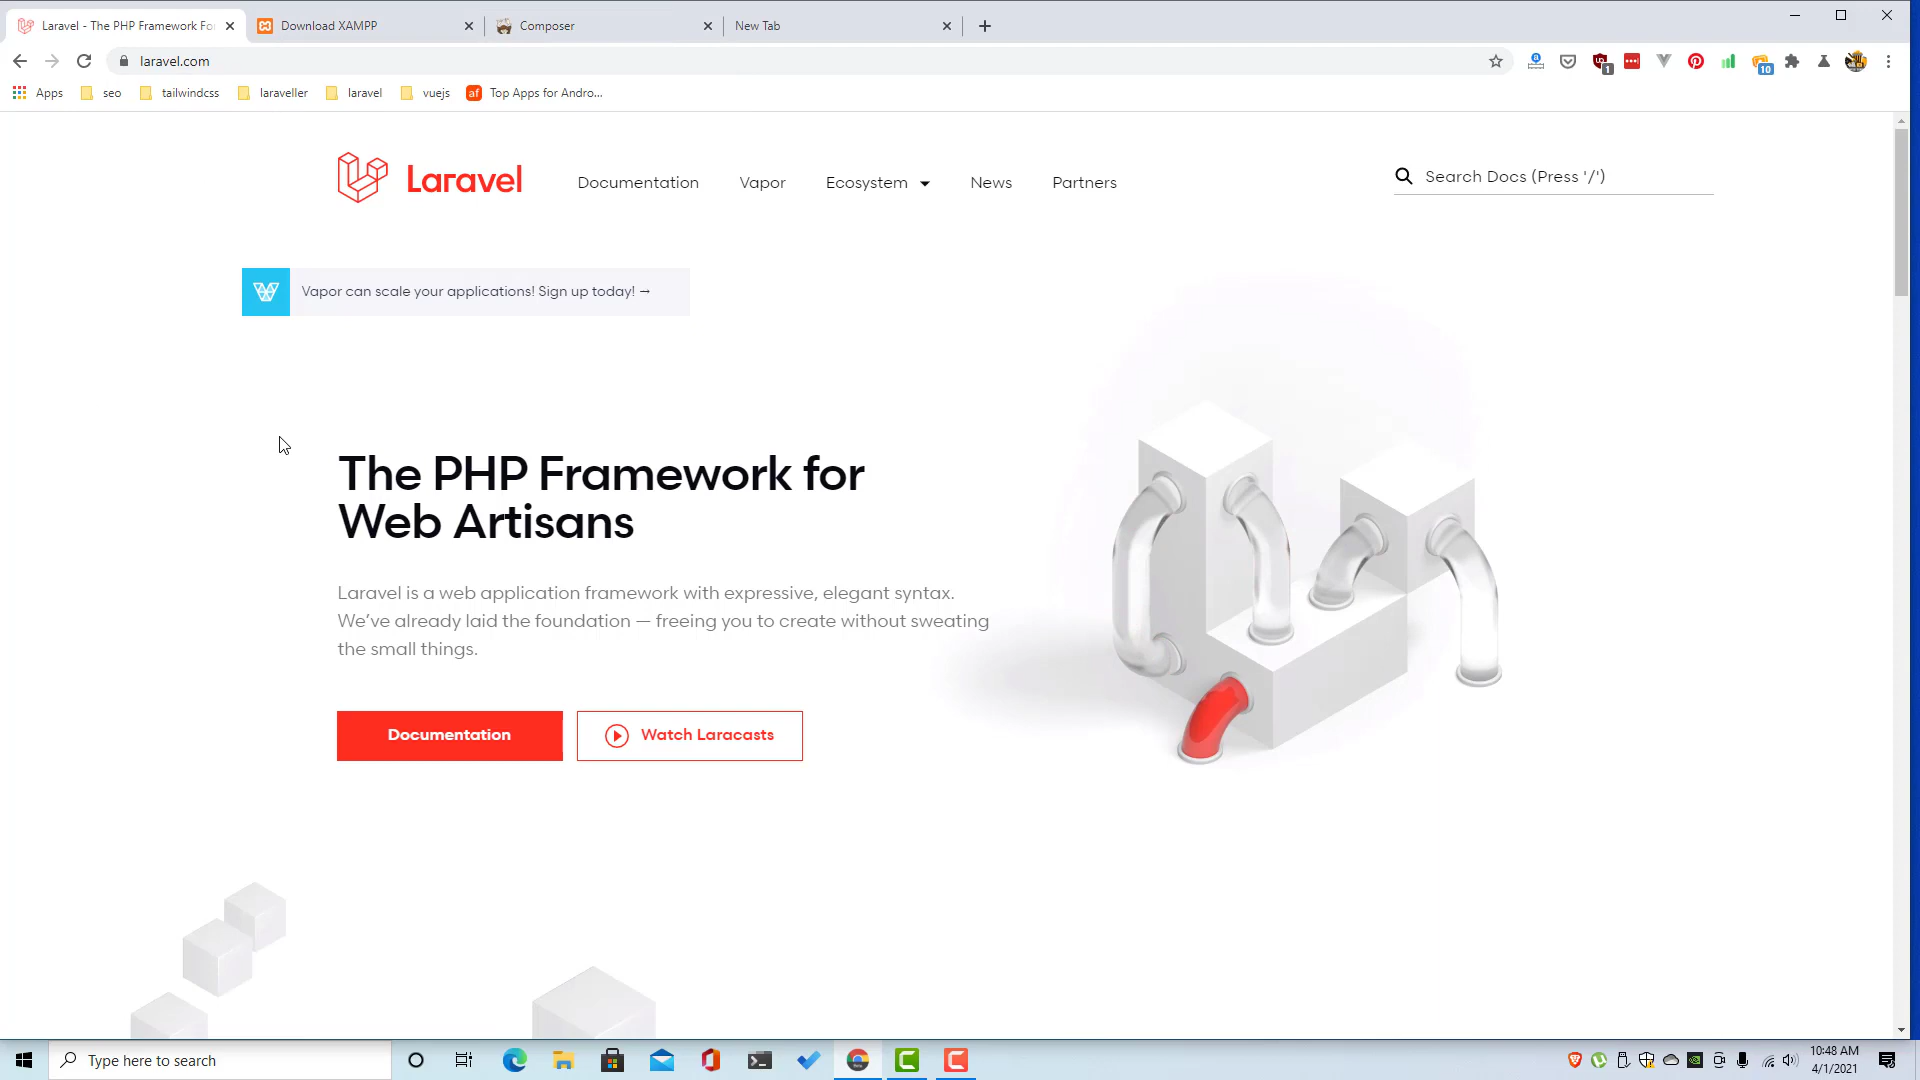 Laravel - The PHP Framework Fo
Download XAMPP
Composer
New Tab
laravel.com
1
10
Apps
seo
tailwindcss
laraveller
laravel
vuejs
af
Top Apps for Andro...
Laravel
Documentation
Vapor
Ecosystem
News
Partners
Search Docs (Press '/')
Vapor can scale your applications! Sign up today! →
The PHP Framework for
Web Artisans
Laravel is a web application framework with expressive, elegant syntax.
We've already laid the foundation — freeing you to create without sweating
the small things.
Documentation
Watch Laracasts
Type here to search
10:48 AM
4/1/2021